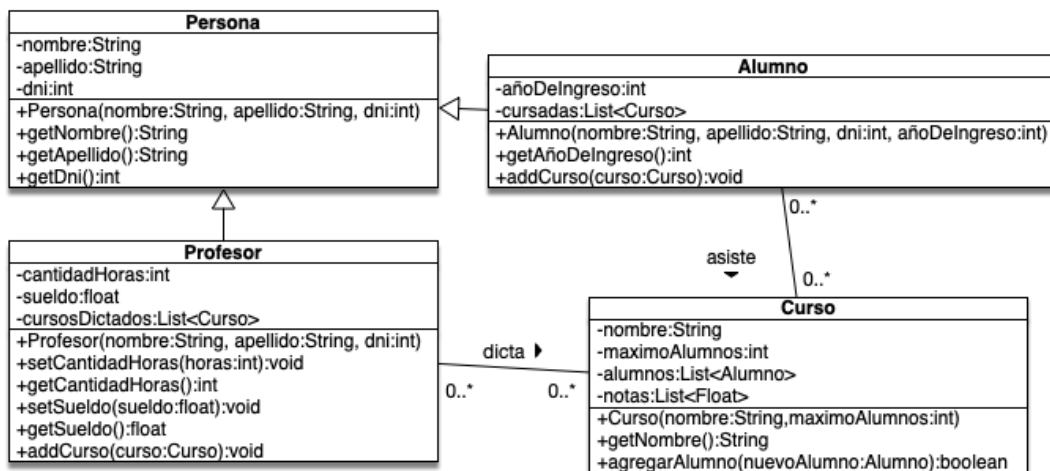 Persona
-nombre:String
-apellido:String
-dni:int
+Persona(nombre:String, apellido:String, dni:int)
+getNombre():String
+getApellido():String
+getDni():int
Alumno
-añoDeIngreso:int
-cursadas:List<Curso>
+Alumno(nombre:String, apellido:String, dni:int, añoDeIngreso:int)
+getAñoDeIngreso():int
+addCurso(curso:Curso):void
0..*
asiste
0..*
Profesor
-cantidadHoras:int
-sueldo:float
-cursosDictados:List<Curso>
+Profesor(nombre:String, apellido:String, dni:int)
+setCantidadHoras(horas:int):void
+getCantidadHoras():int
+setSueldo(sueldo:float):void
+getSueldo():float
+addCurso(curso:Curso):void
dicta
0..*
0..*
Curso
-nombre:String
-maximoAlumnos:int
-alumnos:List<Alumno>
-notas:List<Float>
+Curso(nombre:String,maximoAlumnos:int)
+getNombre():String
+agregarAlumno(nuevoAlumno:Alumno):boolean